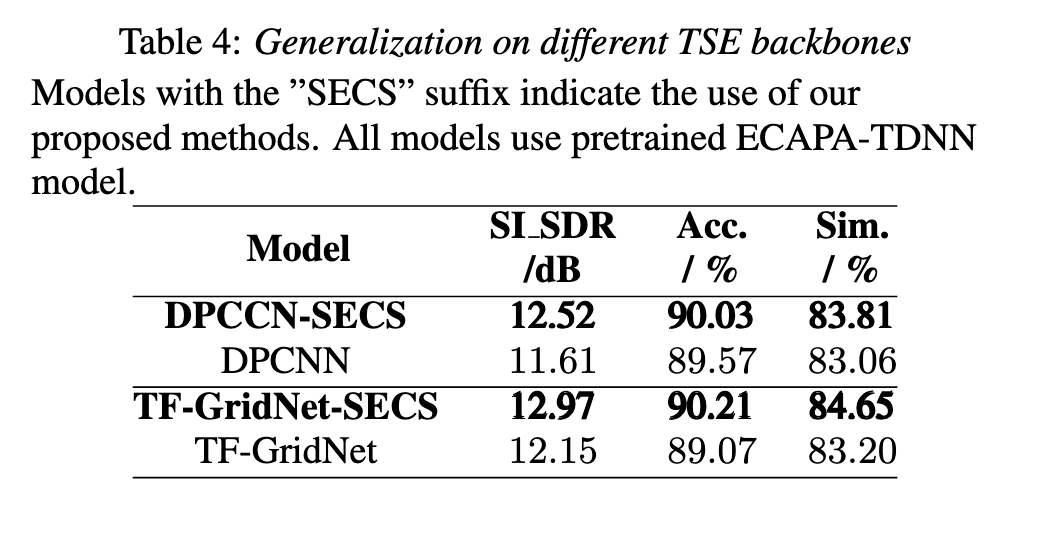 Table 4: Generalization on different TSE backbones
Models with the ”SECS” suffix indicate the use of our
proposed methods. All models use pretrained ECAPA-TDNN
model.
Model SI_SDR /dB Acc. / % Sim. / %
DPCCN-SECS 12.52 90.03 83.81
DPCNN 11.61 89.57 83.06
TF-GridNet-SECS 12.97 90.21 84.65
TF-GridNet 12.15 89.07 83.20